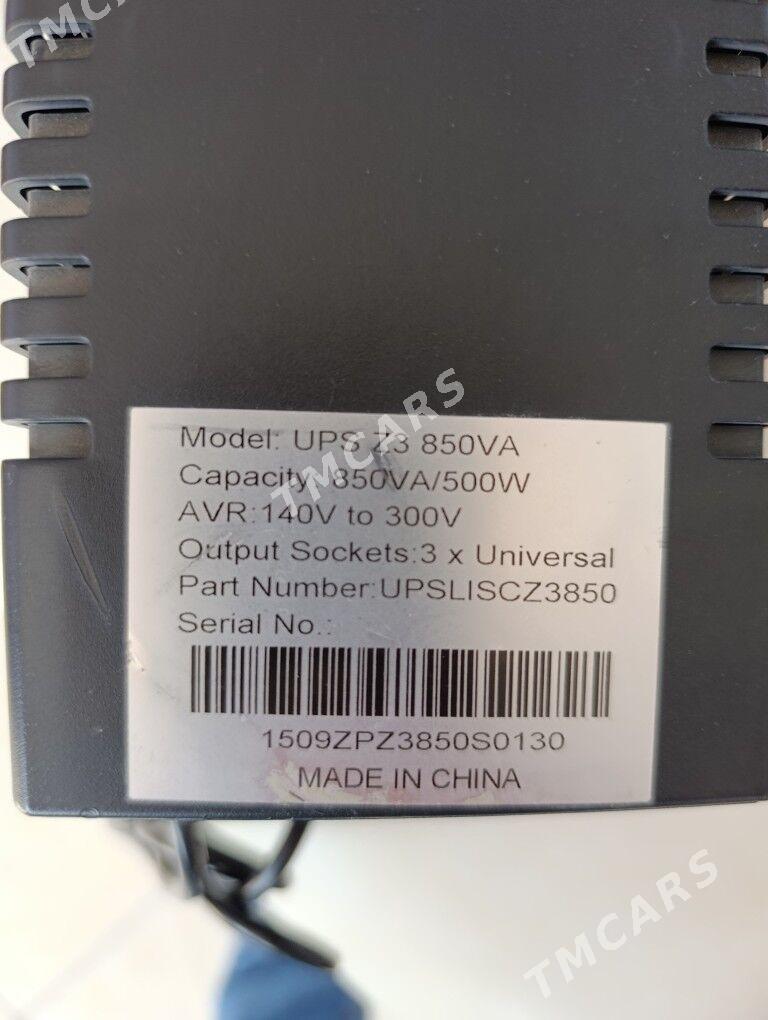 TMCARS
Model: UPS Z3 850VA
TMCARS
Capacity: 850VA/500W
AVR:140V to 300V
Output Sockets:3 x Universal
Part Number:UPSLISCZ3850
Serial No.:
1509ZPZ3850S0130
MADE IN CHINA
TMCARS